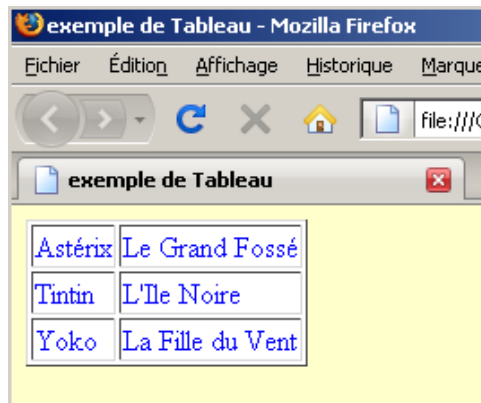 exemple de Tableau - Mozilla Firefox
Fichier Édition Affichage Historique Marque
file:///
exemple de Tableau
Astérix Le Grand Fossé
Tintin L'Ile Noire
Yoko La Fille du Vent